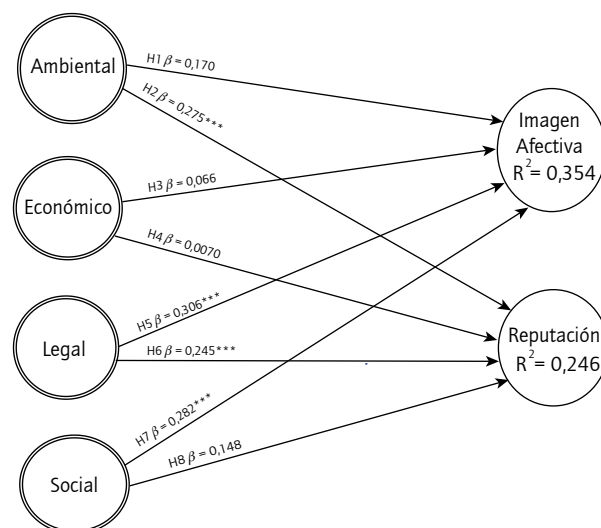 Ambiental
H1 β = 0,170
H2 β = 0,275***
Imagen
Afectiva
R² = 0,354
Económico
H3 β = 0,066
H4 β = 0,0070
Legal
H5 β = 0,306***
H6 β = 0,245***
Reputación
R² = 0,246
Social
H7 β = 0,282***
H8 β = 0,148